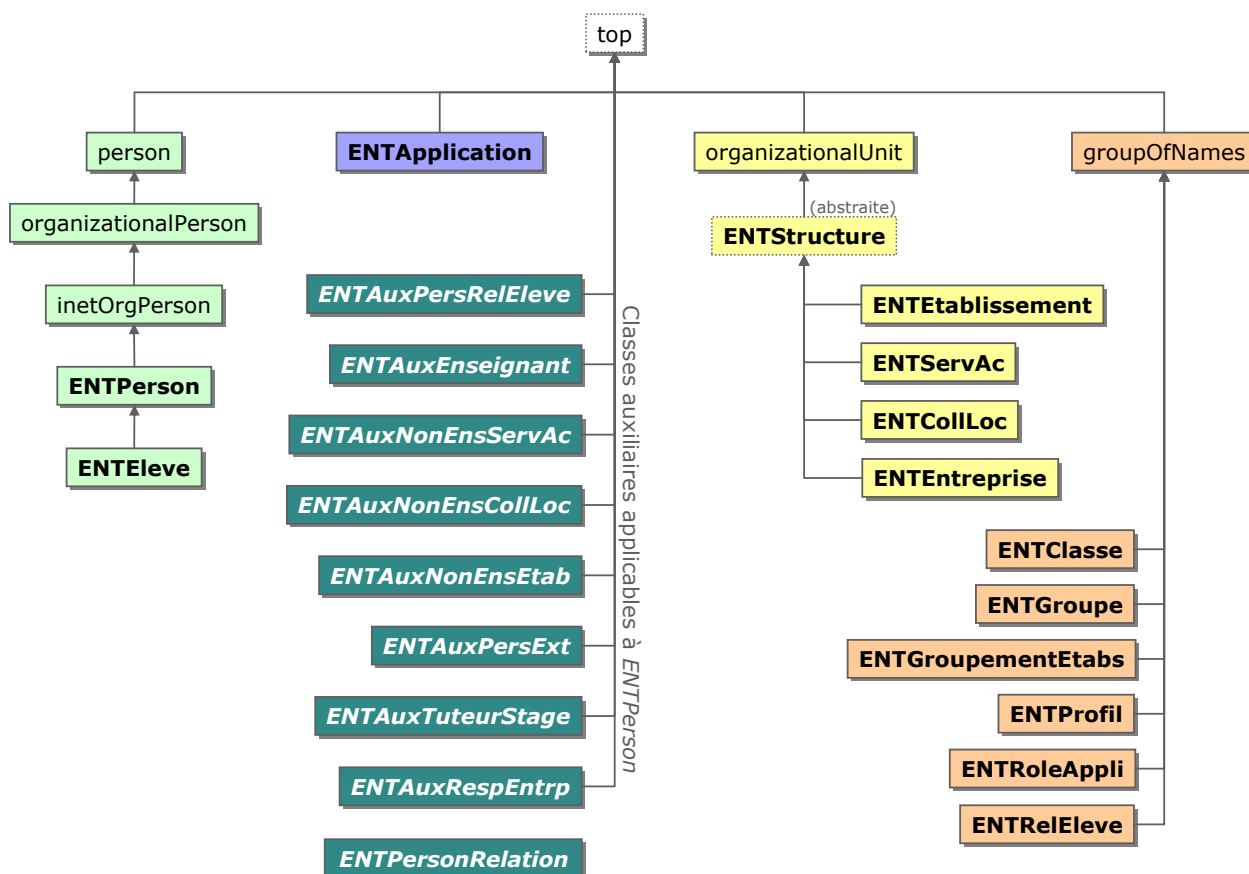 top
person
ENTApplication
organizationalUnit
groupOfNames
organizationalPerson
(abstraite)
ENTStructure
inetOrgPerson
ENTPerson
ENTEleve
ENTAuxPersRelEleve
ENTAuxEnseignant
ENTAuxNonEnsServAc
ENTAuxNonEnsCollLoc
ENTAuxNonEnsEtab
ENTAuxPersExt
ENTAuxTuteurStage
ENTAuxRespEntrp
ENTPersonRelation
Classes auxiliaires applicables à ENTPerson
ENTEtablissement
ENTServAc
ENTCollLoc
ENTEntreprise
ENTClasse
ENTGroupe
ENTGroupementEtabs
ENTProfil
ENTRoleAppli
ENTRelEleve